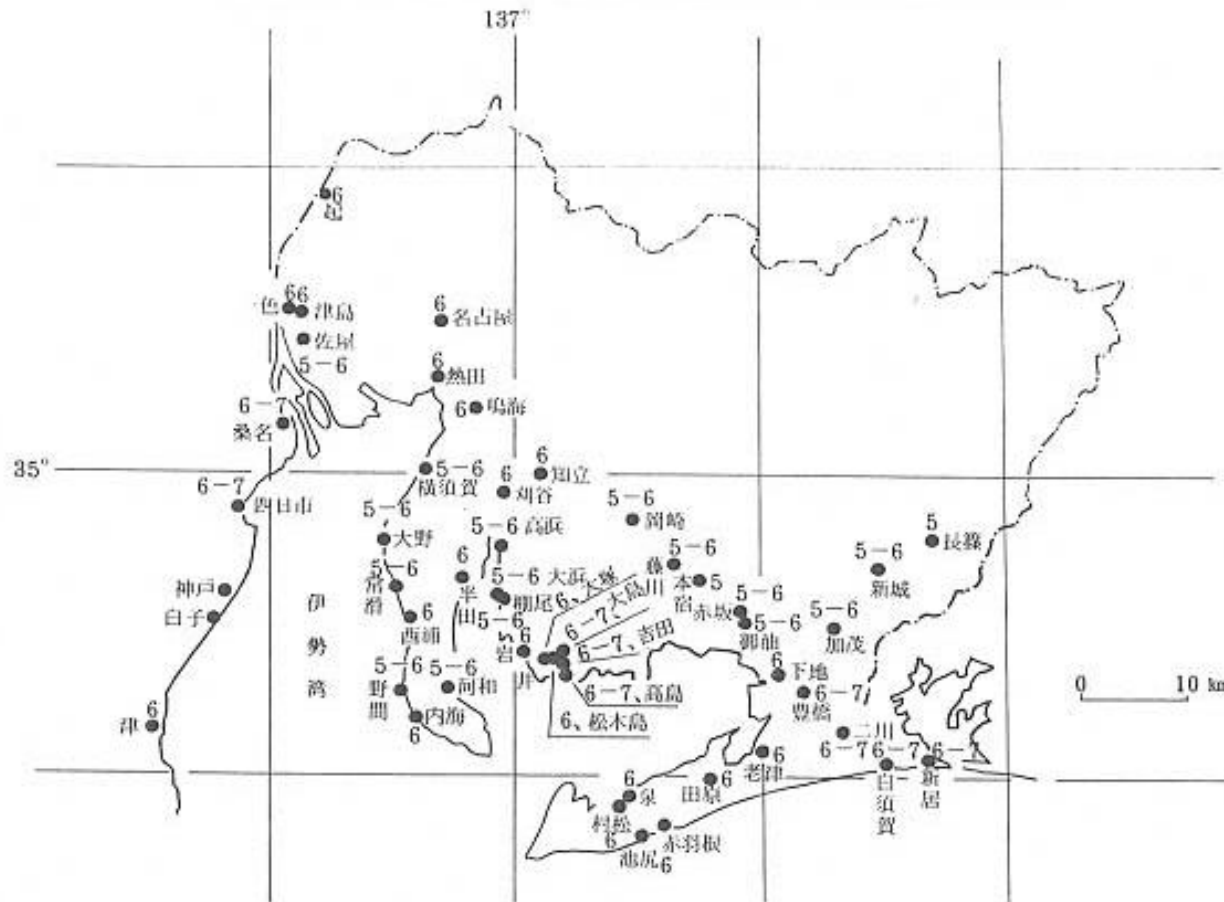 137°
6
起
6 6
一色
津島
佐屋
5-6
6
名古屋
6
熱田
6
鳴海
6-7
桑名
35°
6-7
四日市
5-6
横須賀
6
刈谷
6
知立
5-6
岡崎
5-6
大野
5-6
高浜
5
長篠
5-6
新城
神戸
白子
伊勢湾
5-6
常滑
6
半田
5-6 大浜
棚尾
5-6
5-6
藤川
5
本宿
5-6
赤坂
5-6
御油
5-6
加茂
6
西浦
6
岩井
6-7、大島
6-7、吉田
6-7、高島
6、松木島
6
下地
6-7
豊橋
5-6
野間
5-6
河和
内海
6
0 10 km
6
津
二川
6-7
6-7
白須賀
6-7
新居
6
老津
6
田原
6
泉
村松
6
池尻
赤羽根
6